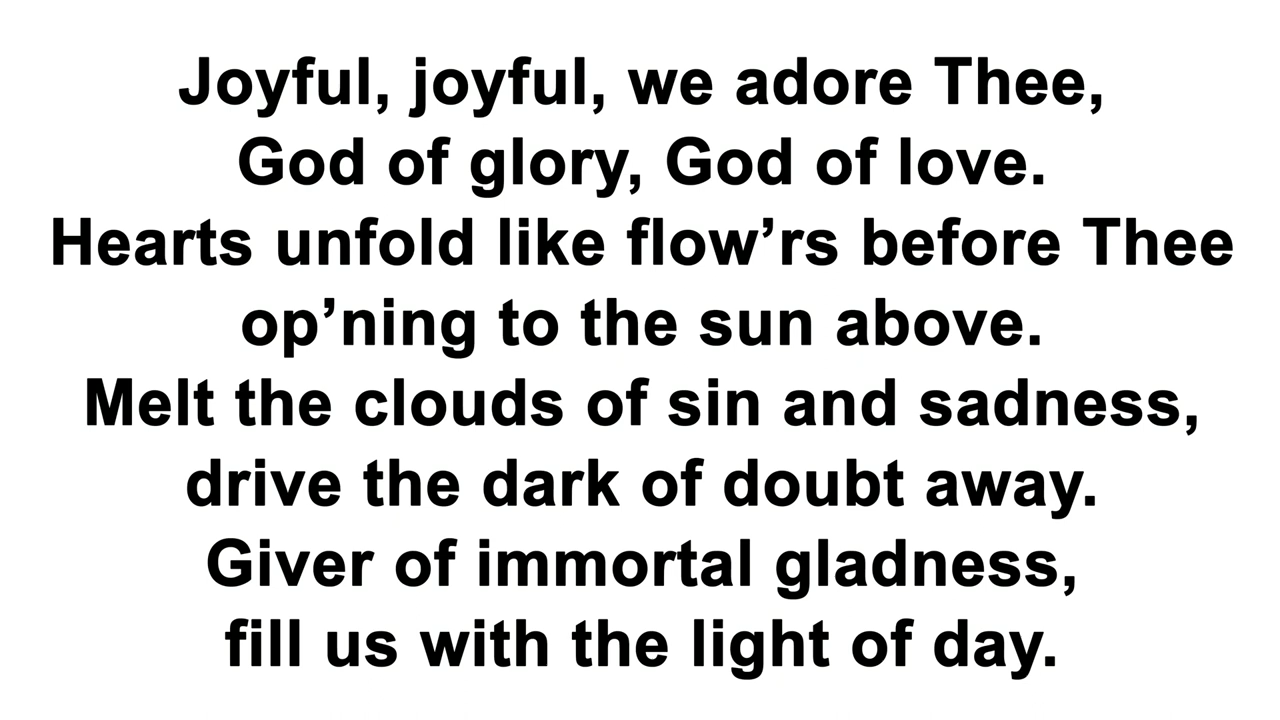 Joyful, joyful, we adore Thee,
God of glory, God of love.
Hearts unfold like flow’rs before Thee
op’ning to the sun above.
Melt the clouds of sin and sadness,
drive the dark of doubt away.
Giver of immortal gladness,
fill us with the light of day.